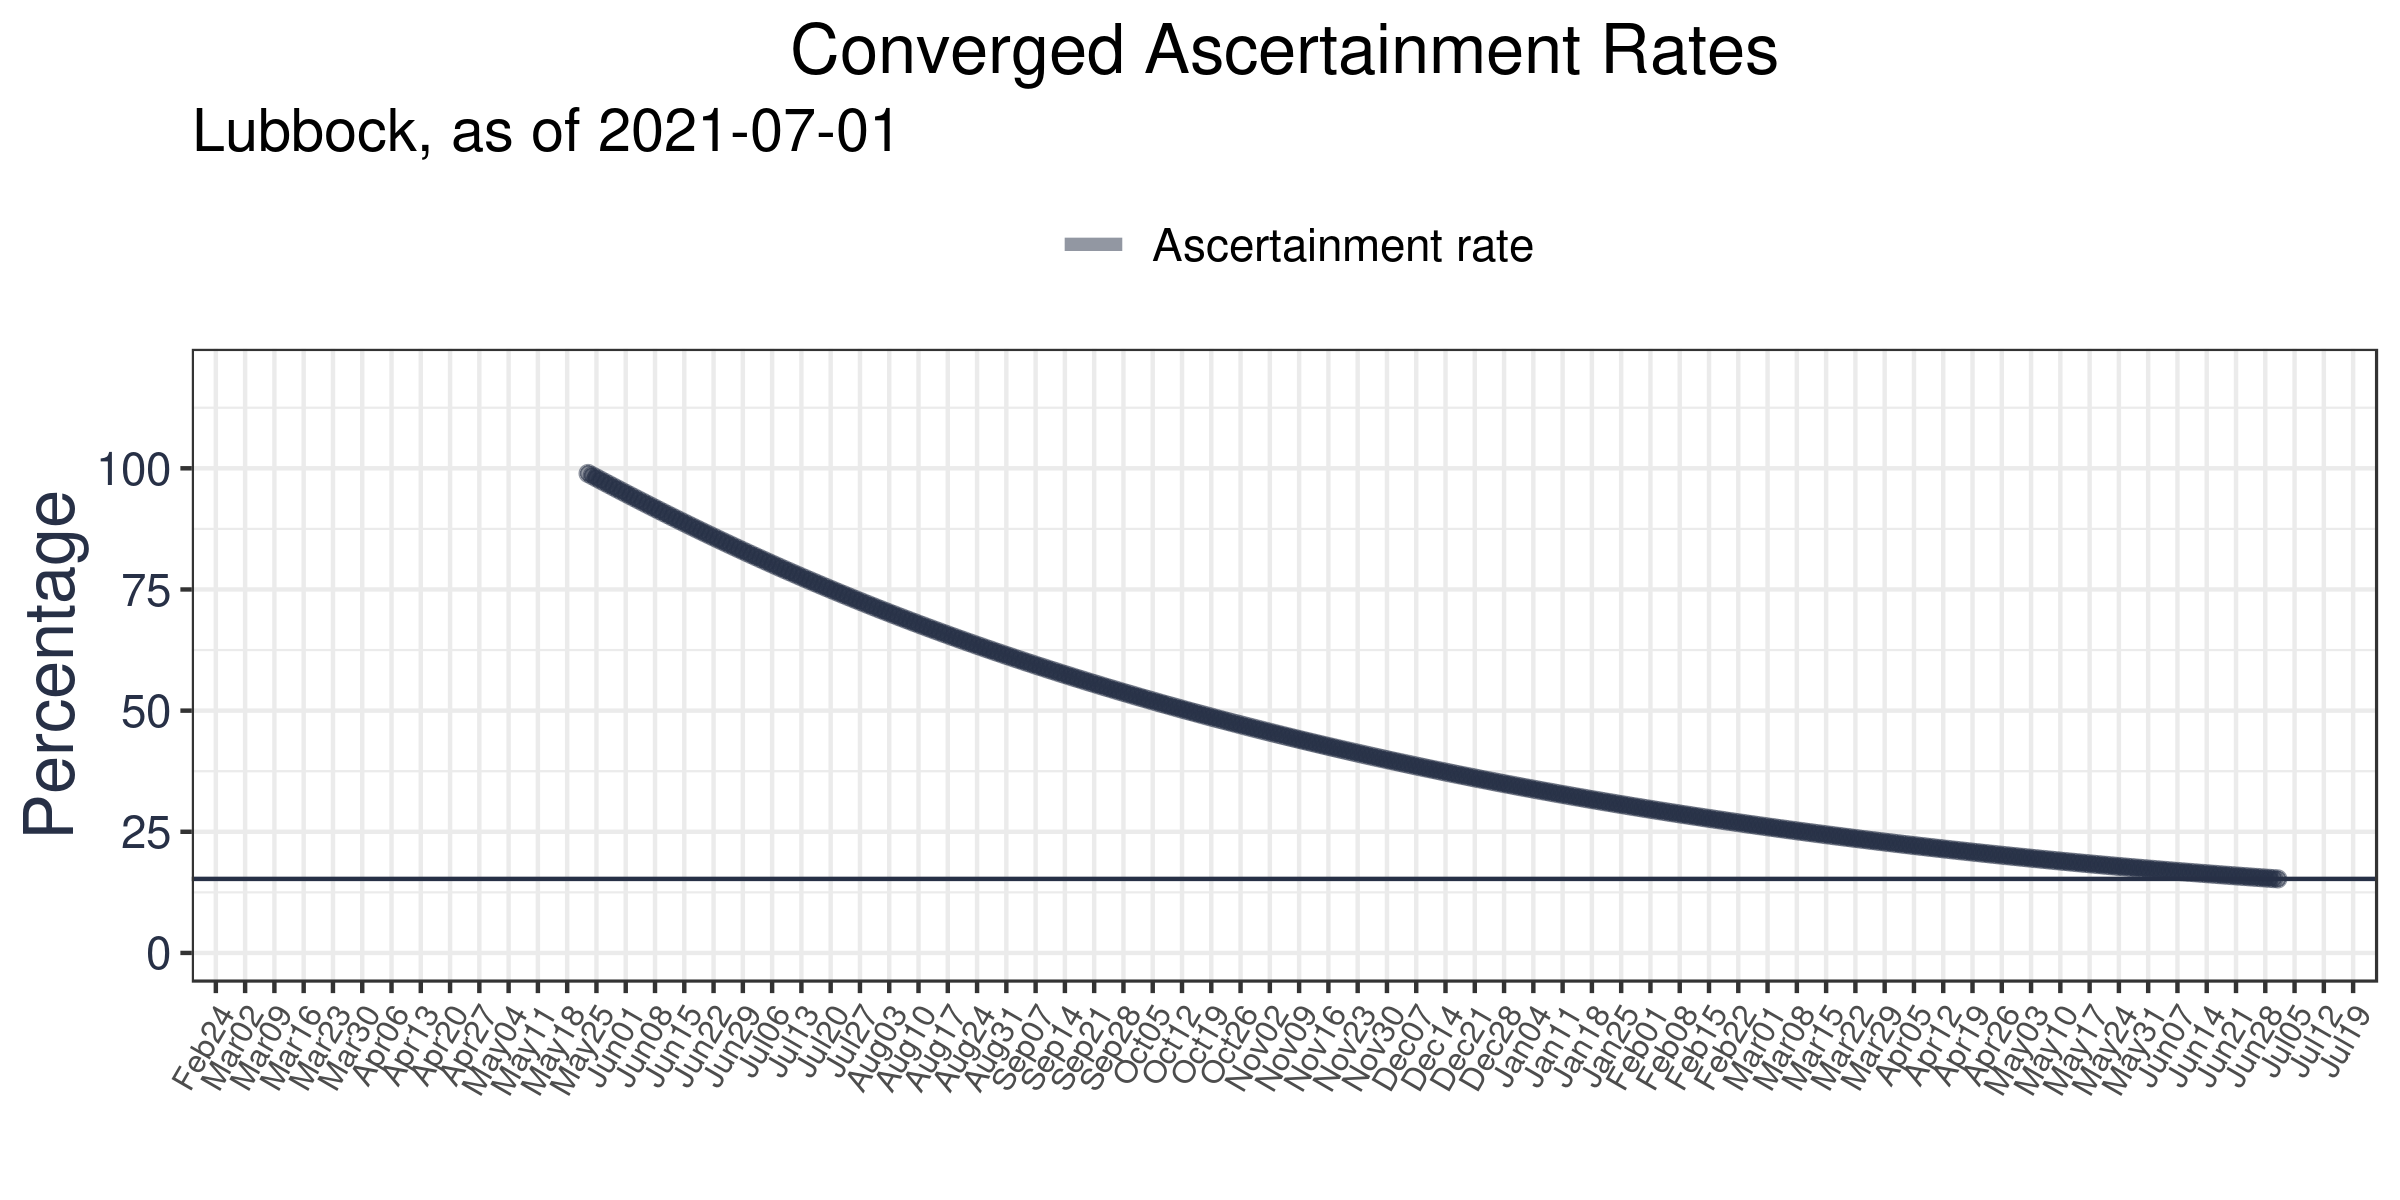 Converged Ascertainment Rates
Lubbock, as of 2021-07-01
Ascertainment rate
Percentage
100
75
50
25
0
Feb24
Mar02
Mar09
Mar16
Mar23
Mar30
Apr06
Apr13
Apr20
Apr27
May04
May11
May18
May25
Jun01
Jun08
Jun15
Jun22
Jun29
Jul06
Jul13
Jul20
Jul27
Aug03
Aug10
Aug17
Aug24
Aug31
Sep07
Sep14
Sep21
Sep28
Oct05
Oct12
Oct19
Oct26
Nov02
Nov09
Nov16
Nov23
Nov30
Dec07
Dec14
Dec21
Dec28
Jan04
Jan11
Jan18
Jan25
Feb01
Feb08
Feb15
Feb22
Mar01
Mar08
Mar15
Mar22
Mar29
Apr05
Apr12
Apr19
Apr26
May03
May10
May17
May24
May31
Jun07
Jun14
Jun21
Jun28
Jul05
Jul12
Jul19